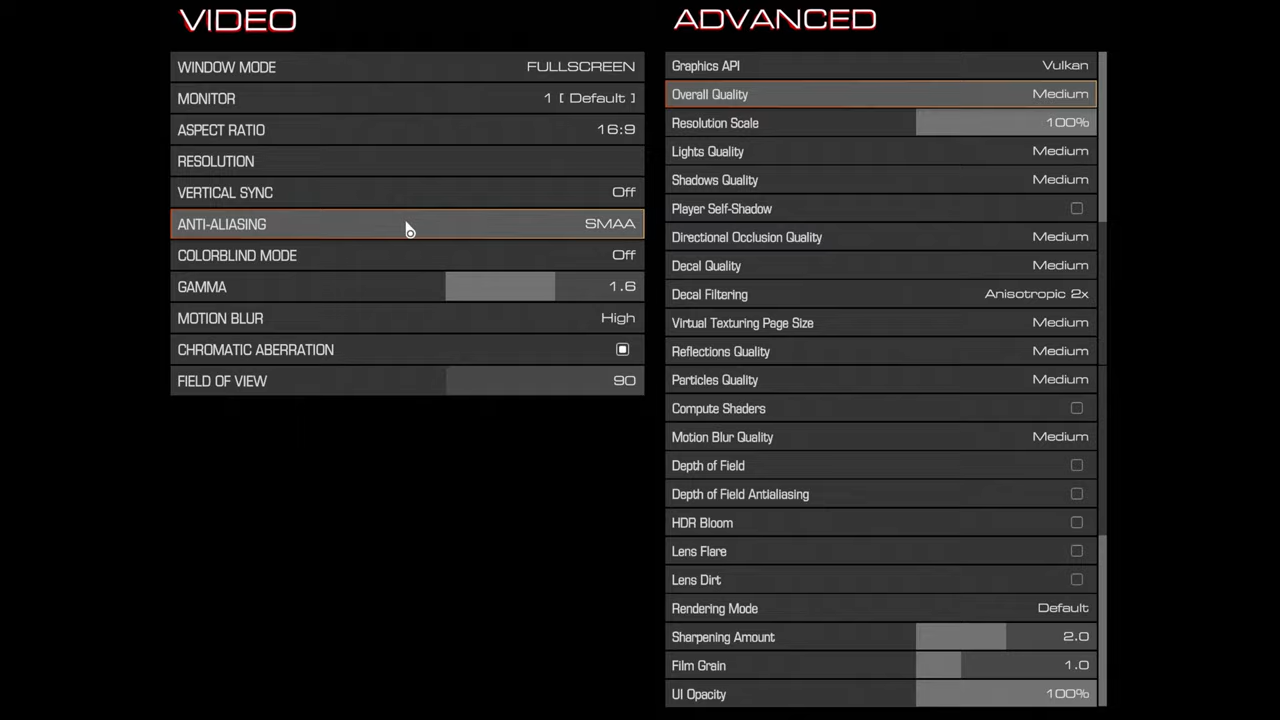 VIDEO
WINDOW MODE FULLSCREEN
MONITOR 1 [ Default ]
ASPECT RATIO 16:9
RESOLUTION
VERTICAL SYNC Off
ANTI-ALIASING SMAA
COLORBLIND MODE Off
GAMMA 1.6
MOTION BLUR High
CHROMATIC ABERRATION
FIELD OF VIEW 90
ADVANCED
Graphics API Vulkan
Overall Quality Medium
Resolution Scale 100%
Lights Quality Medium
Shadows Quality Medium
Player Self-Shadow
Directional Occlusion Quality Medium
Decal Quality Medium
Decal Filtering Anisotropic 2x
Virtual Texturing Page Size Medium
Reflections Quality Medium
Particles Quality Medium
Compute Shaders
Motion Blur Quality Medium
Depth of Field
Depth of Field Antialiasing
HDR Bloom
Lens Flare
Lens Dirt
Rendering Mode Default
Sharpening Amount 2.0
Film Grain 1.0
UI Opacity 100%